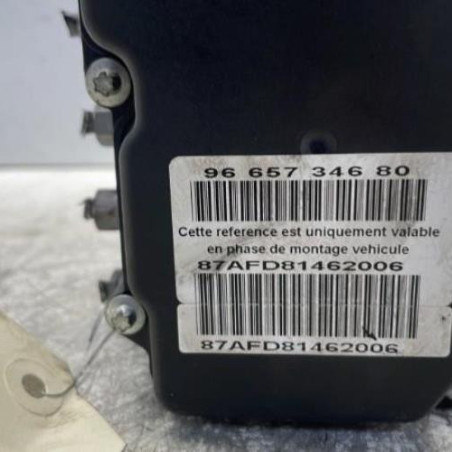 96 657 346 80
Cette reference est uniquement valable
en phase de montage vehicule
87AFD81462006
87AFD81462006